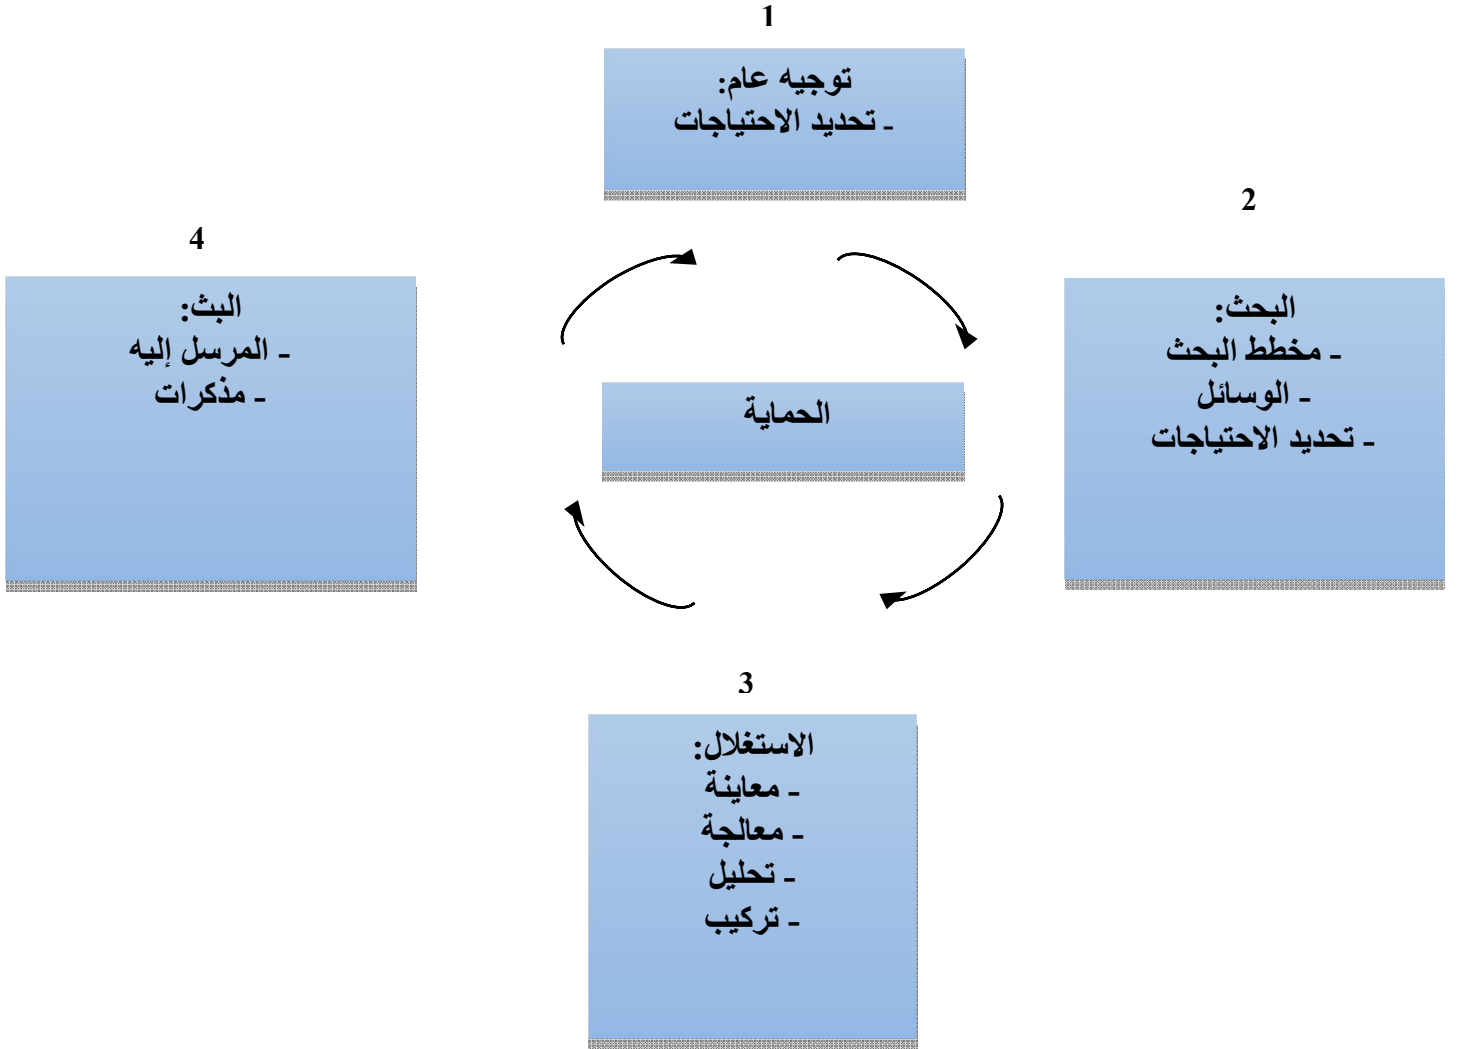 1
توجيه عام:
- تحديد الاحتياجات
2
البحث:
- مخطط البحث
- الوسائل
- تحديد الاحتياجات
الحماية
3
الاستغلال:
- معاينة
- معالجة
- تحليل
- تركيب
4
البث:
- المرسل إليه
- مذكرات